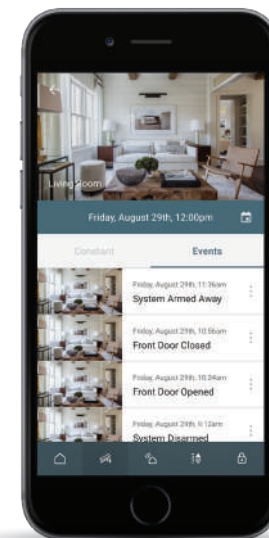 Living Room
Friday, August 29th, 12:00pm
Constant
Events
Friday, August 29th, 11:36am
System Armed Away
Friday, August 29th, 10:56am
Front Door Closed
Friday, August 29th, 10:24am
Front Door Opened
Friday, August 29th, 9:12am
System Disarmed